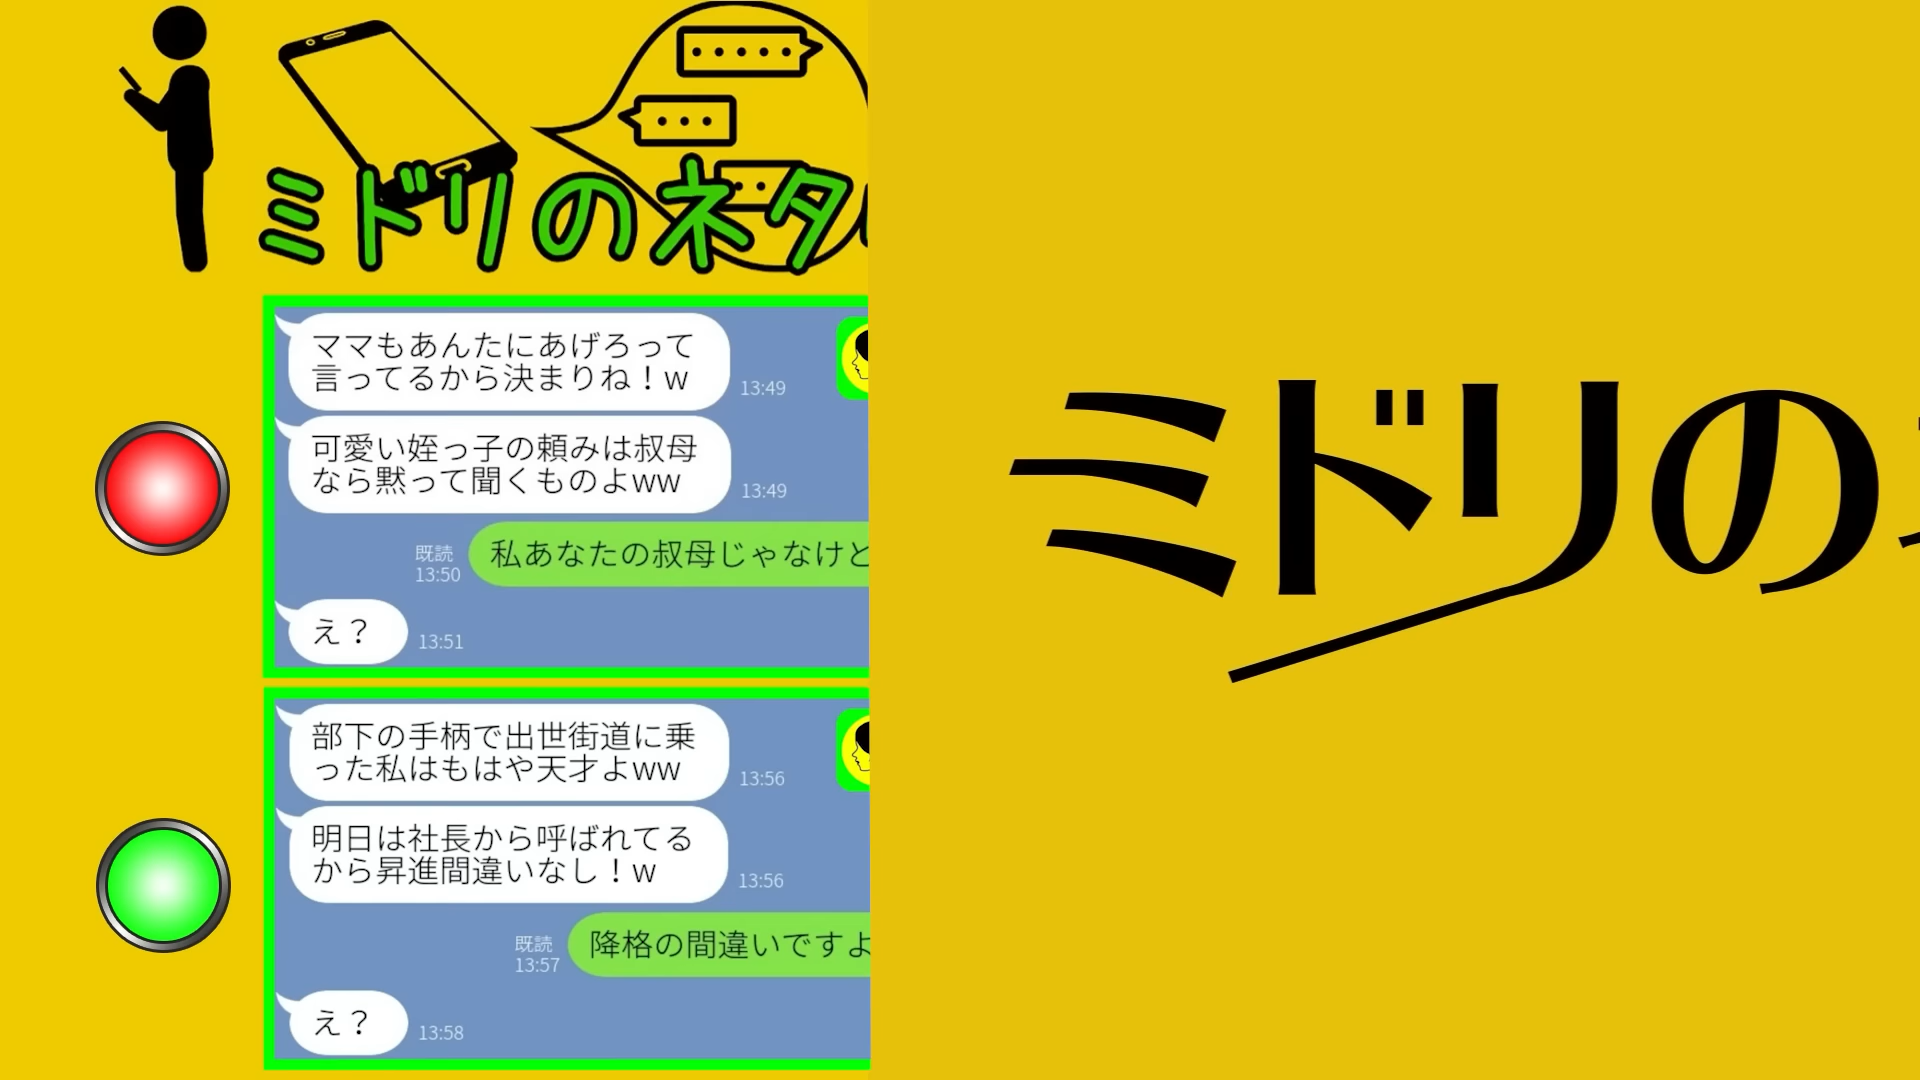 ミドリのネタ
ママもあんたにあげろって
言ってるから決まりね！w
13:49
可愛い姪っ子の頼みは叔母
なら黙って聞くものよww
13:49
既読
13:50
私あなたの叔母じゃなけど
え？
13:51
部下の手柄で出世街道に乗
った私はもはや天才よww
13:56
明日は社長から呼ばれてる
から昇進間違いなし！w
13:56
既読
13:57
降格の間違いですよ
え？
13:58
ミドリの